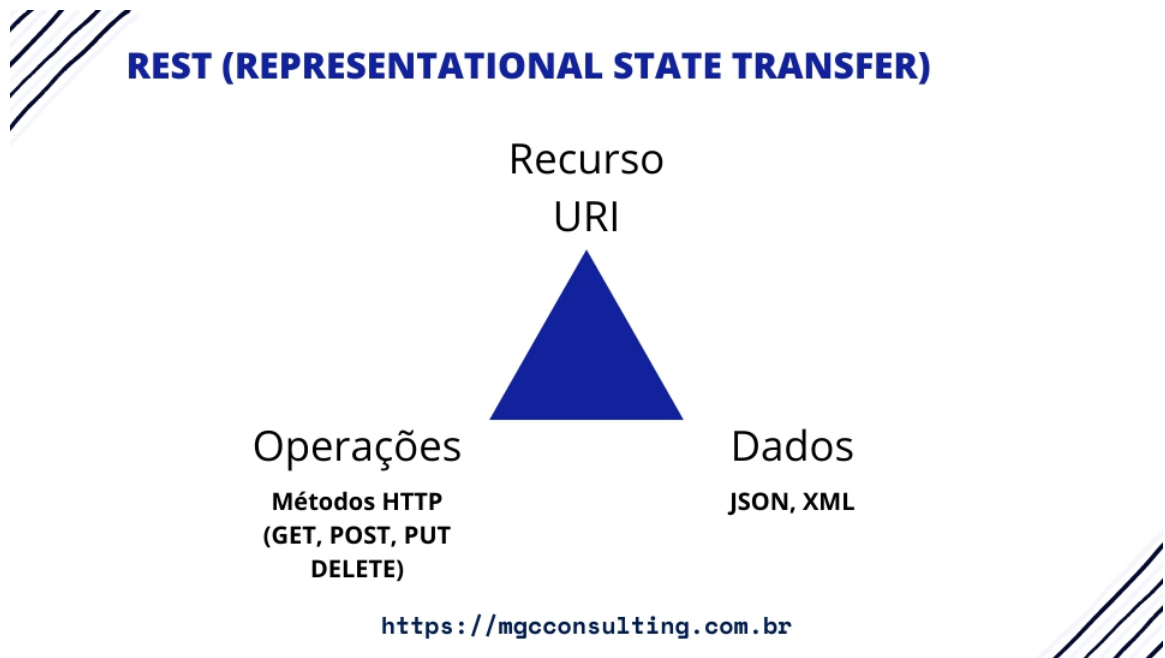 REST (REPRESENTATIONAL STATE TRANSFER)
Recurso
URI
Operações
Métodos HTTP
(GET, POST, PUT
DELETE)
Dados
JSON, XML
https://mgcconsulting.com.br